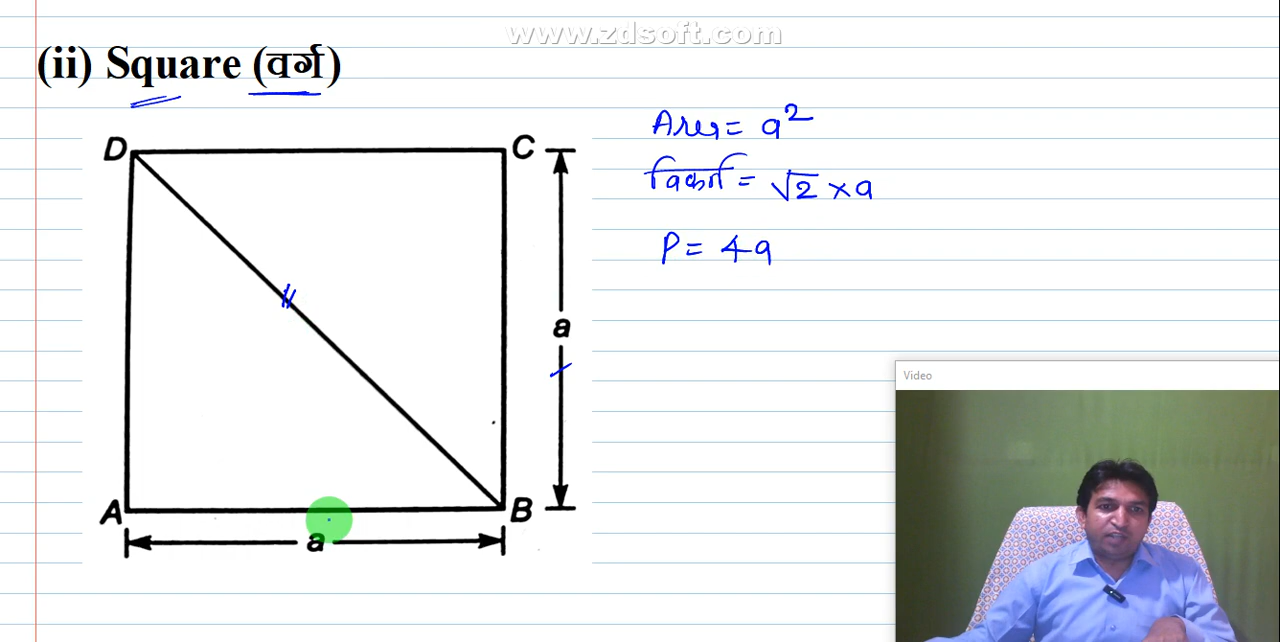 www.zdsoft.com
(ii) Square (वर्ग)
Area = a²
विकर्ण = √2 × a
P = 4a
D
C
a
A
B
a
Video